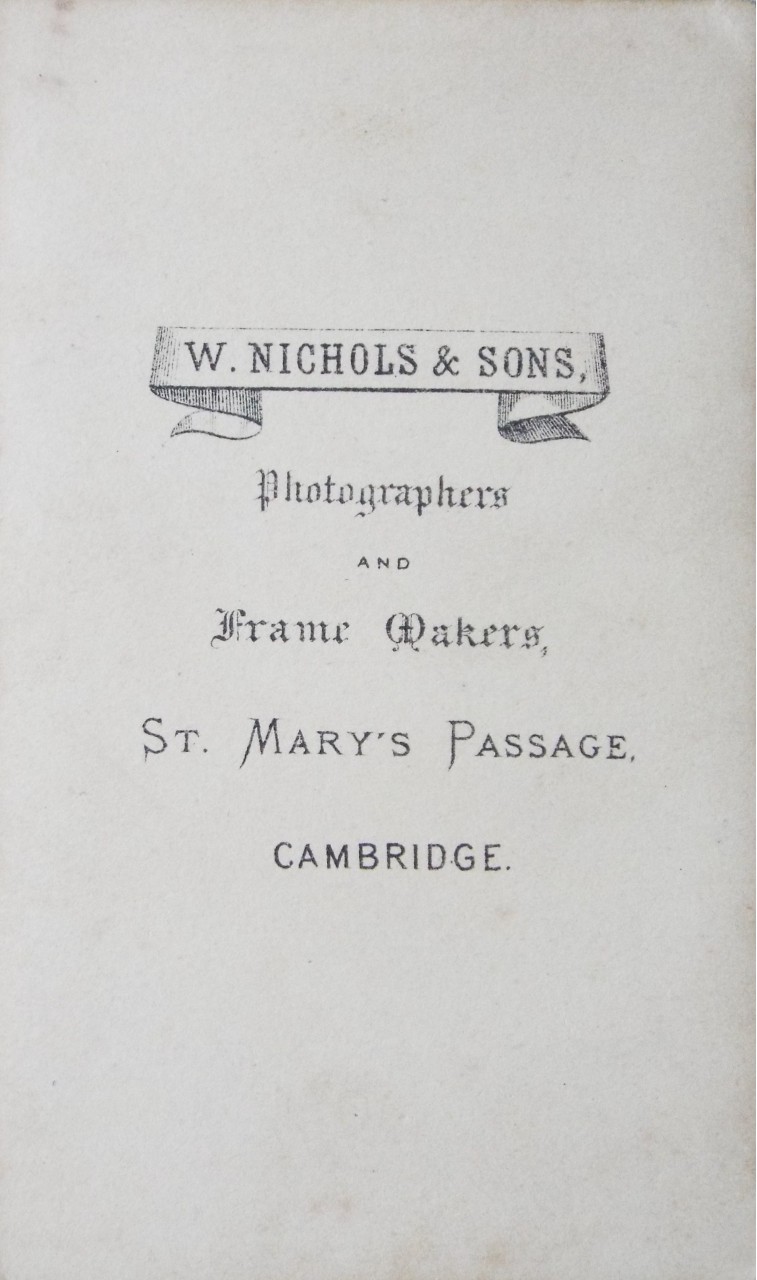 W. NICHOLS & SONS,
Photographers
AND
Frame Makers,
ST. MARY'S PASSAGE,
CAMBRIDGE.